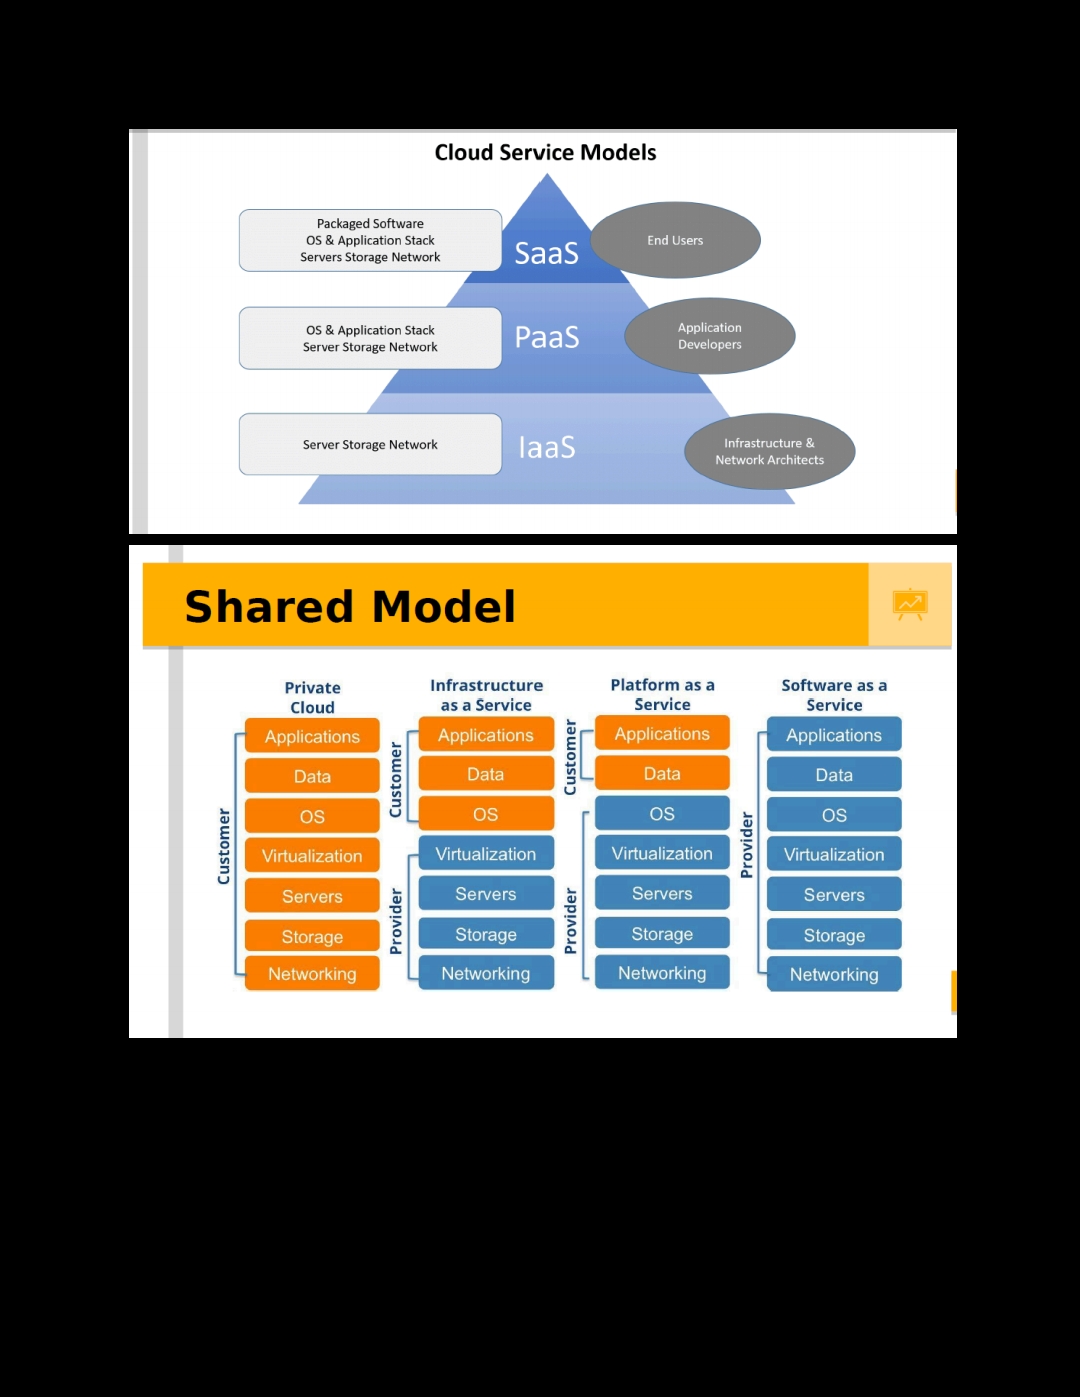 Cloud Service Models
Packaged Software
OS & Application Stack
Servers Storage Network
SaaS
End Users
OS & Application Stack
Server Storage Network
PaaS
Application
Developers
Server Storage Network
IaaS
Infrastructure &
Network Architects
Shared Model
Private
Cloud
Customer
Applications
Data
OS
Virtualization
Servers
Storage
Networking
Infrastructure
as a Service
Customer
Applications
Data
OS
Provider
Virtualization
Servers
Storage
Networking
Platform as a
Service
Customer
Applications
Data
Provider
OS
Virtualization
Servers
Storage
Networking
Software as a
Service
Provider
Applications
Data
OS
Virtualization
Servers
Storage
Networking